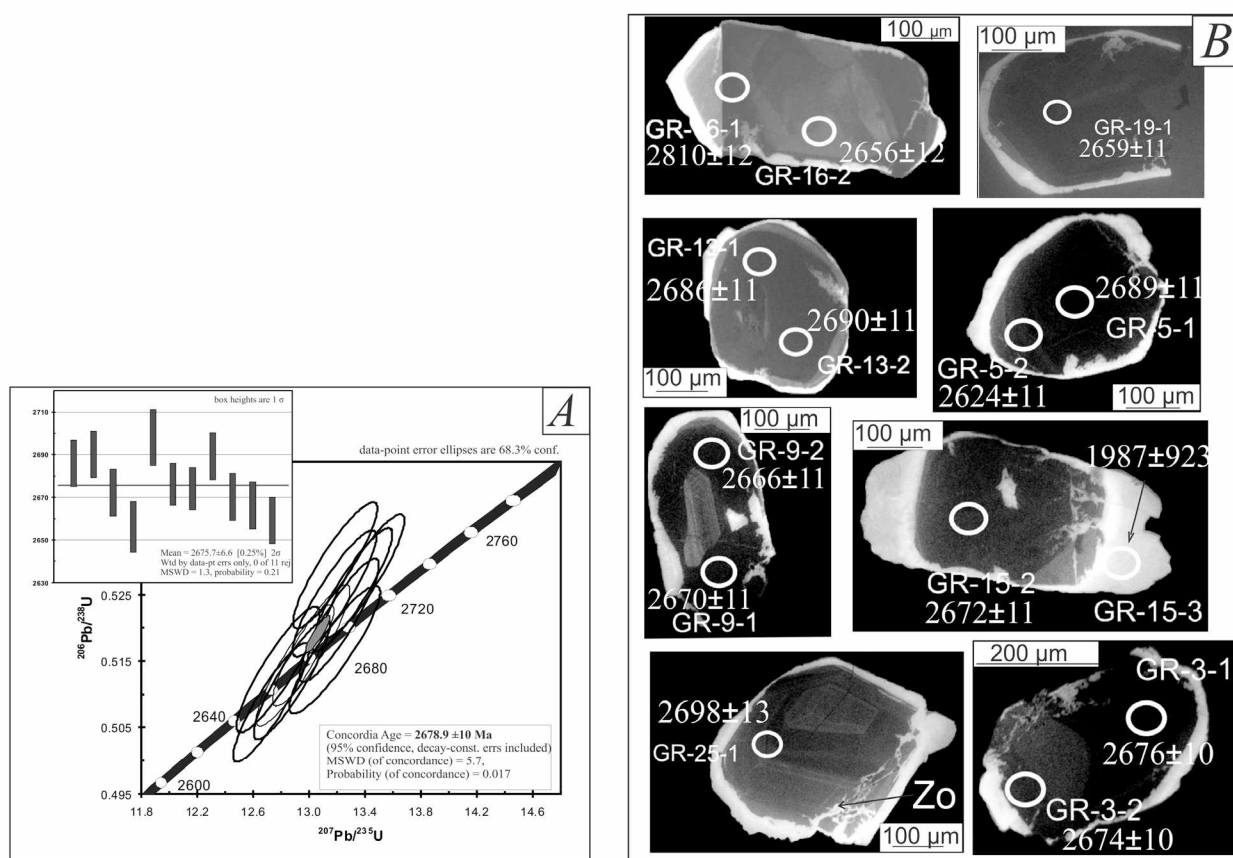 A
box heights are 1 σ
2710
2690
2670
2650
2630
Mean = 2675.7±6.6 [0.25%] 2σ
Wtd by data-pt errs only, 0 of 11 rej
MSWD = 1.3, probability = 0.21
data-point error ellipses are 68.3% conf.
2760
2720
2680
2640
2600
0.525
0.515
0.505
0.495
206Pb/238U
Concordia Age = 2678.9 ±10 Ma
(95% confidence, decay-const. errs included)
MSWD (of concordance) = 5.7,
Probability (of concordance) = 0.017
11.8 12.2 12.6 13.0 13.4 13.8 14.2 14.6
207Pb/235U
B
100 µm
GR-16-1
2810±12
2656±12
GR-16-2
100 µm
GR-19-1
2659±11
GR-13-1
2686±11
2690±11
GR-13-2
100 µm
2689±11
GR-5-1
GR-5-2
2624±11
100 µm
100 µm
GR-9-2
2666±11
2670±11
GR-9-1
100 µm
1987±923
GR-15-2
2672±11
GR-15-3
2698±13
GR-25-1
Zo
100 µm
200 µm
GR-3-1
2676±10
GR-3-2
2674±10